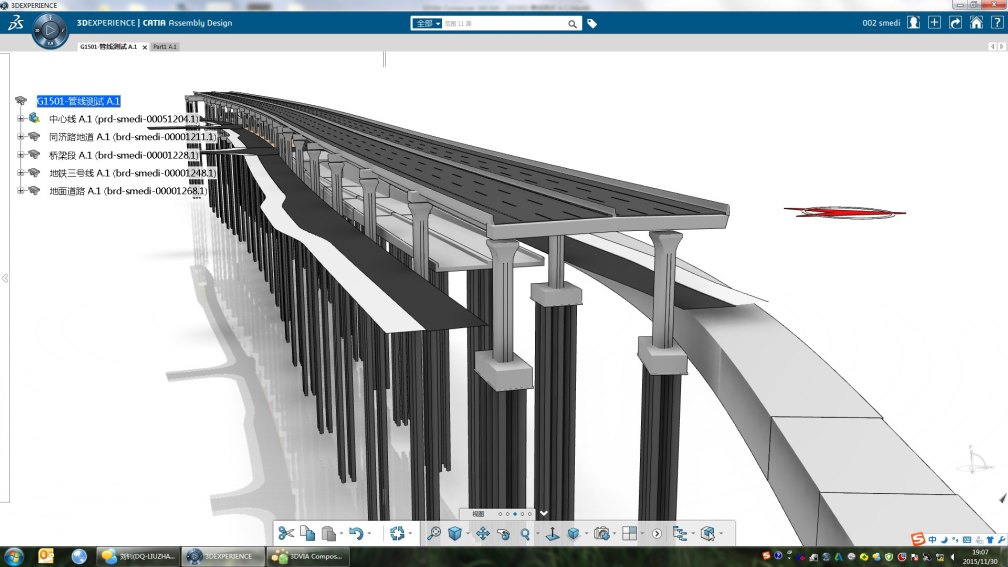 3DEXPERIENCE
3DEXPERIENCE | CATIA Assembly Design
全部
002 smedi
G1501-管线测试 A.1
Part1 A.1
G1501-管线测试 A.1
中心线 A.1 (prd-smedi-00051204.1)
同济路地道 A.1 (brd-smedi-00001211.1)
桥梁段 A.1 (brd-smedi-00001228.1)
地铁三号线 A.1 (brd-smedi-00001248.1)
地面道路 A.1 (brd-smedi-00001268.1)
视图
3DEXPERIENCE
3DVIA Compos...
中
19:07
2015/11/30